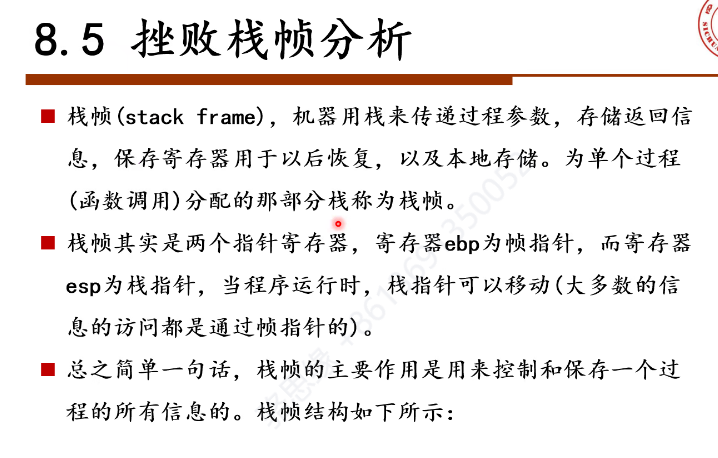 8.5 挫败栈帧分析
栈帧(stack frame)，机器用栈来传递过程参数，存储返回信
息，保存寄存器用于以后恢复，以及本地存储。为单个过程
(函数调用)分配的那部分栈称为栈帧。
栈帧其实是两个指针寄存器，寄存器ebp为帧指针，而寄存器
esp为栈指针，当程序运行时，栈指针可以移动(大多数的信
息的访问都是通过帧指针的)。
总之简单一句话，栈帧的主要作用是用来控制和保存一个过
程的所有信息的。栈帧结构如下所示：